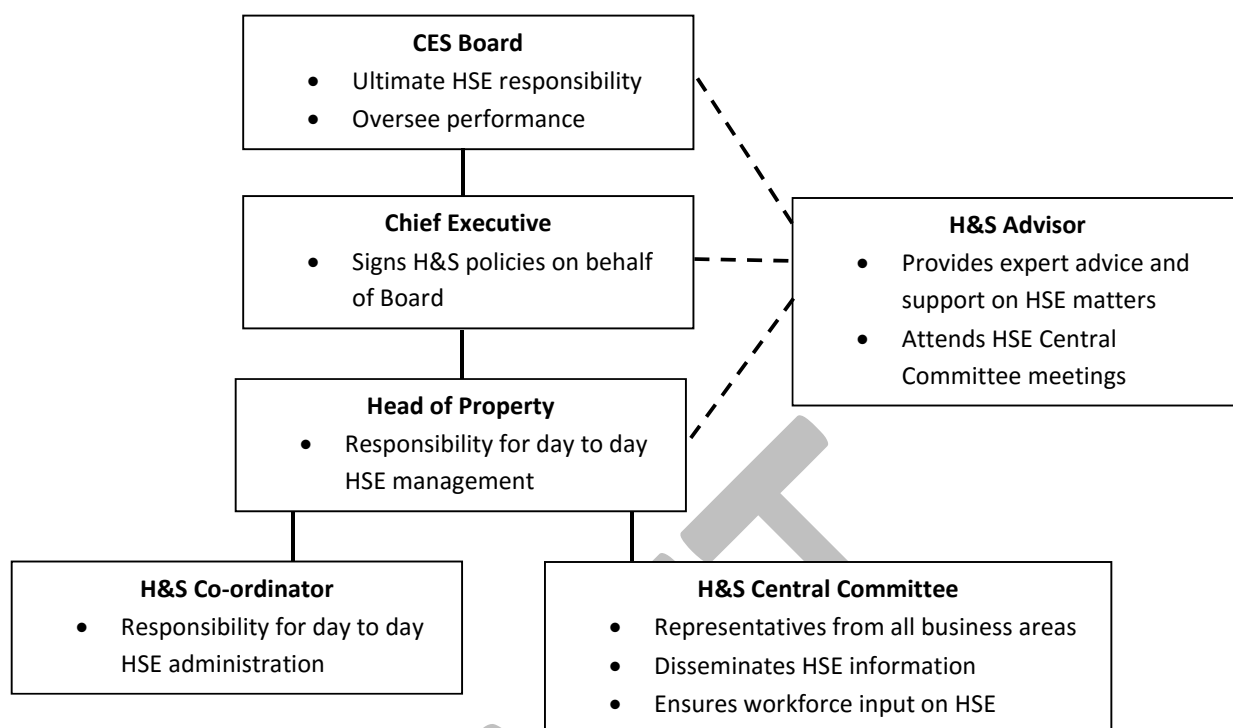 CES Board
• Ultimate HSE responsibility
• Oversee performance
Chief Executive
• Signs H&S policies on behalf
of Board
H&S Advisor
• Provides expert advice and
support on HSE matters
• Attends HSE Central
Committee meetings
Head of Property
• Responsibility for day to day
HSE management
H&S Co-ordinator
• Responsibility for day to day
HSE administration
H&S Central Committee
• Representatives from all business areas
• Disseminates HSE information
• Ensures workforce input on HSE